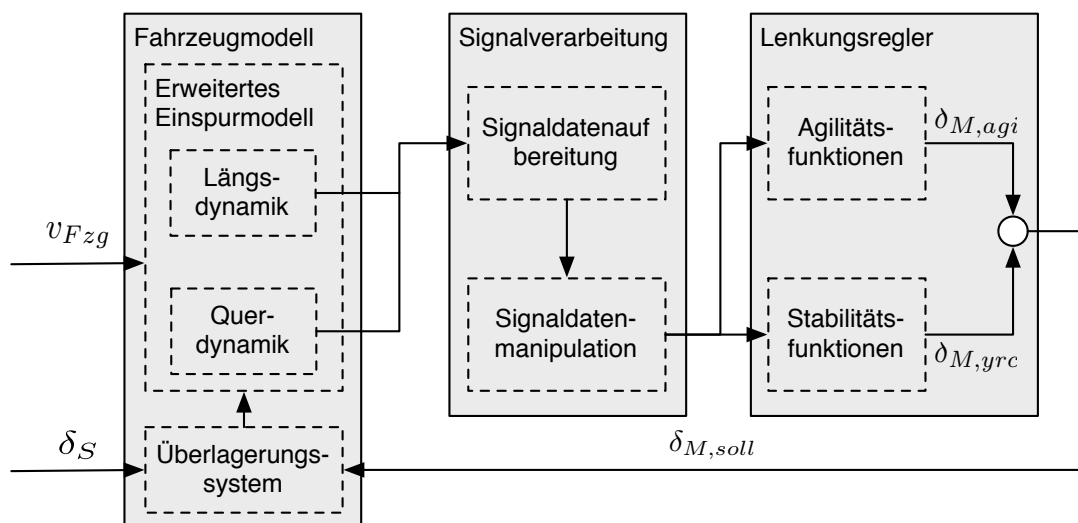 Fahrzeugmodell
Erweitertes
Einspurmodell
Längs-
dynamik
v_{Fzg}
Quer-
dynamik
δ_S
Überlagerungs-
system
Signalverarbeitung
Signaldatenauf
bereitung
Signaldaten-
manipulation
Lenkungsregler
Agilitäts-
funktionen
δ_{M,agi}
Stabilitäts-
funktionen
δ_{M,yrc}
δ_{M,soll}